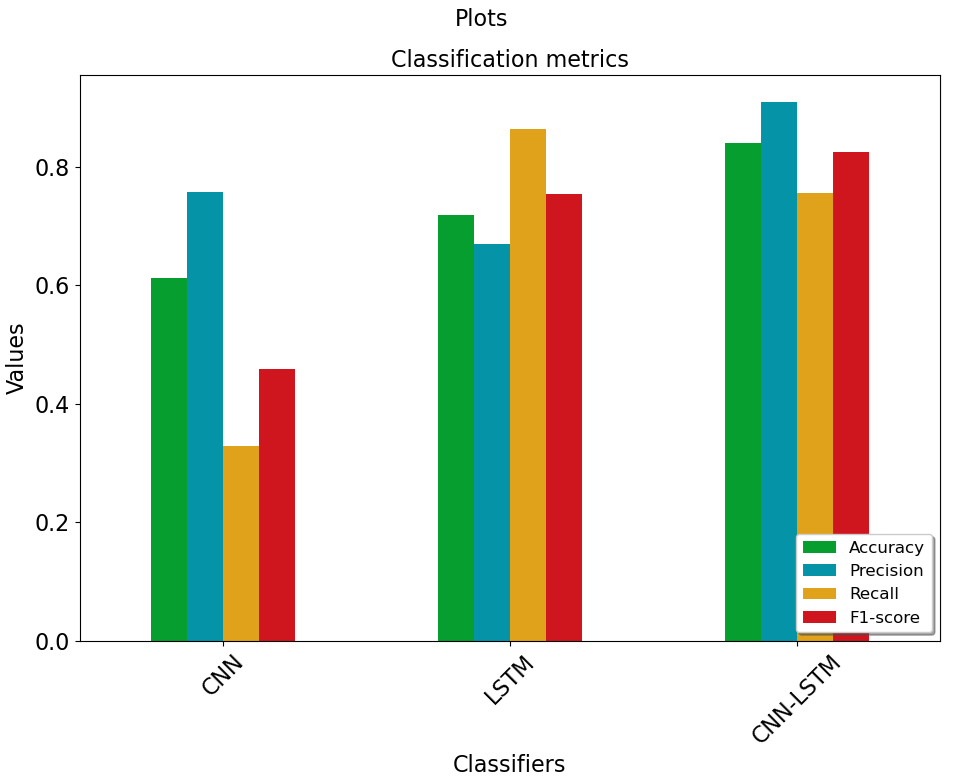 Plots
Classification metrics
Values
0.8
0.6
0.4
0.2
0.0
Accuracy
Precision
Recall
F1-score
CNN
LSTM
CNN-LSTM
Classifiers